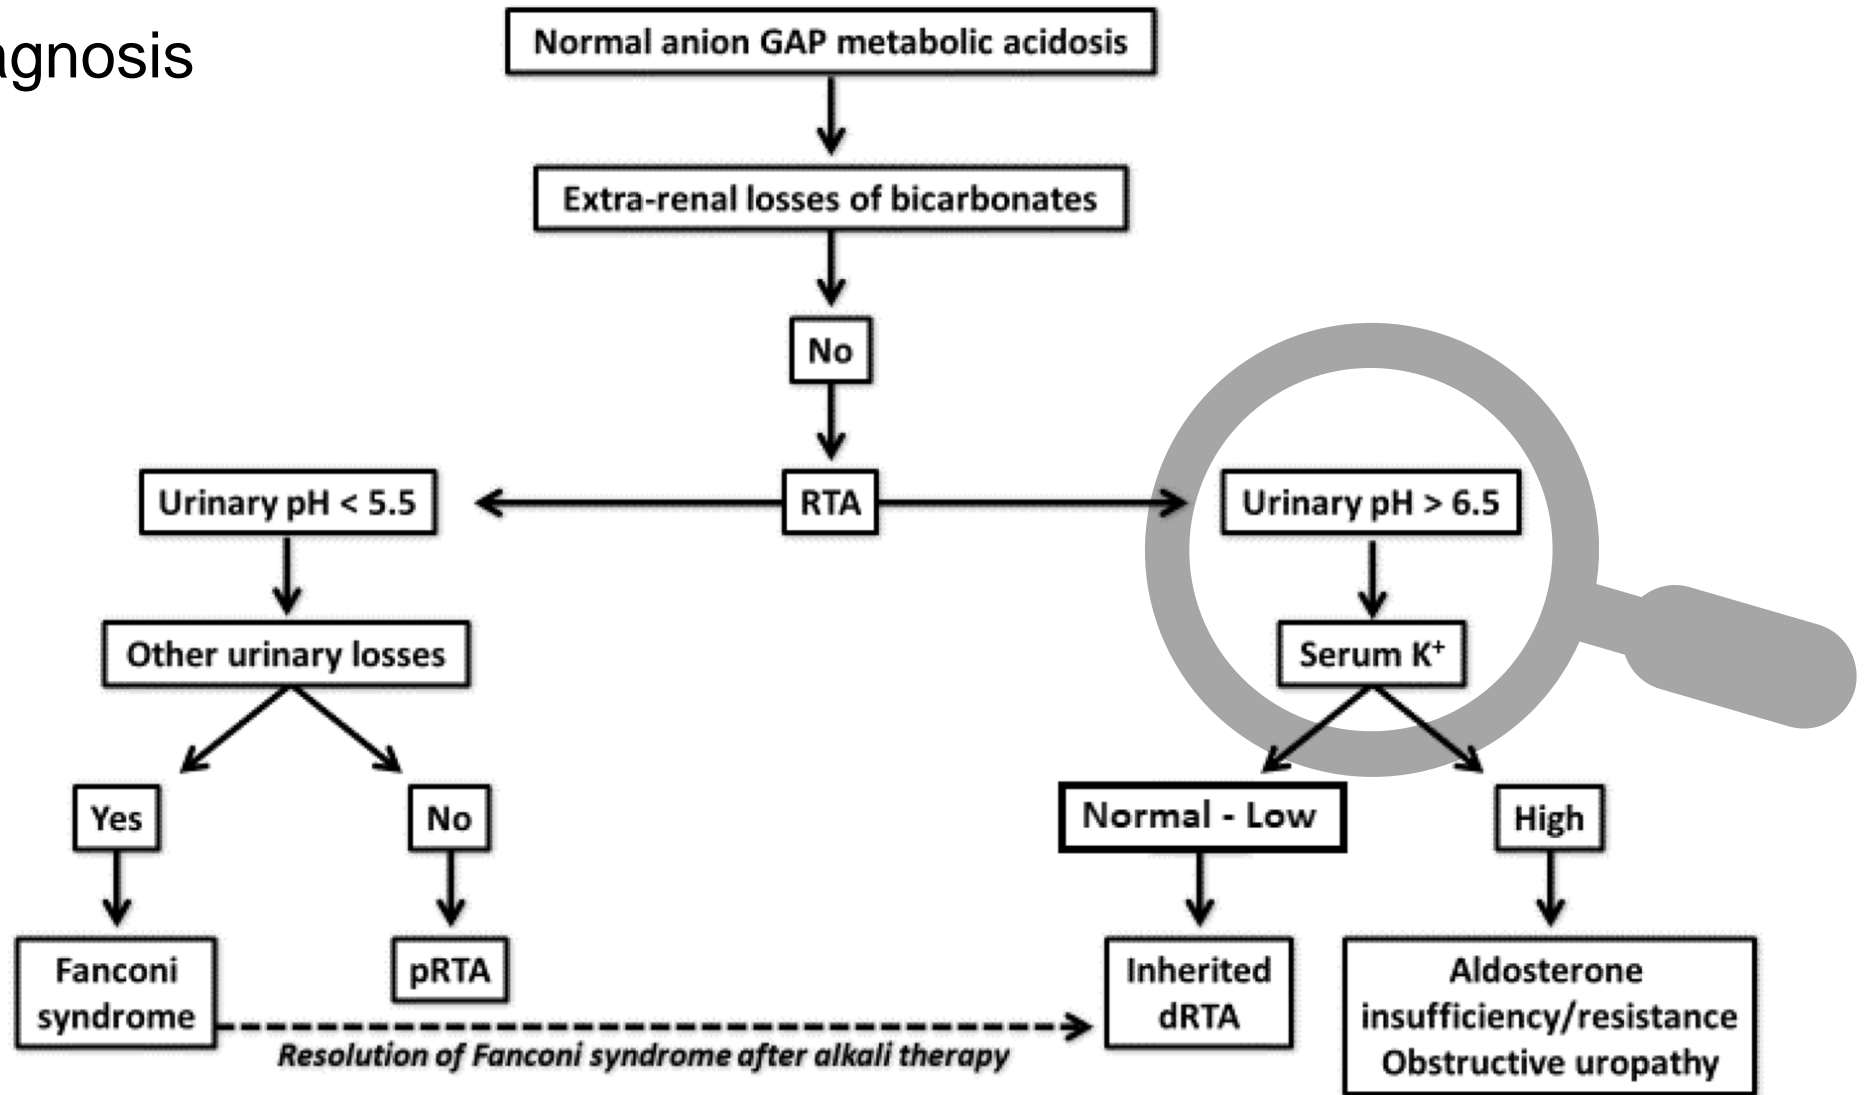 agnosis
Normal anion GAP metabolic acidosis
Extra-renal losses of bicarbonates
No
Urinary pH < 5.5
RTA
Urinary pH > 6.5
Other urinary losses
Serum K⁺
Yes
No
Normal - Low
High
Fanconi
syndrome
pRTA
Inherited
dRTA
Aldosterone
insufficiency/resistance
Obstructive uropathy
Resolution of Fanconi syndrome after alkali therapy